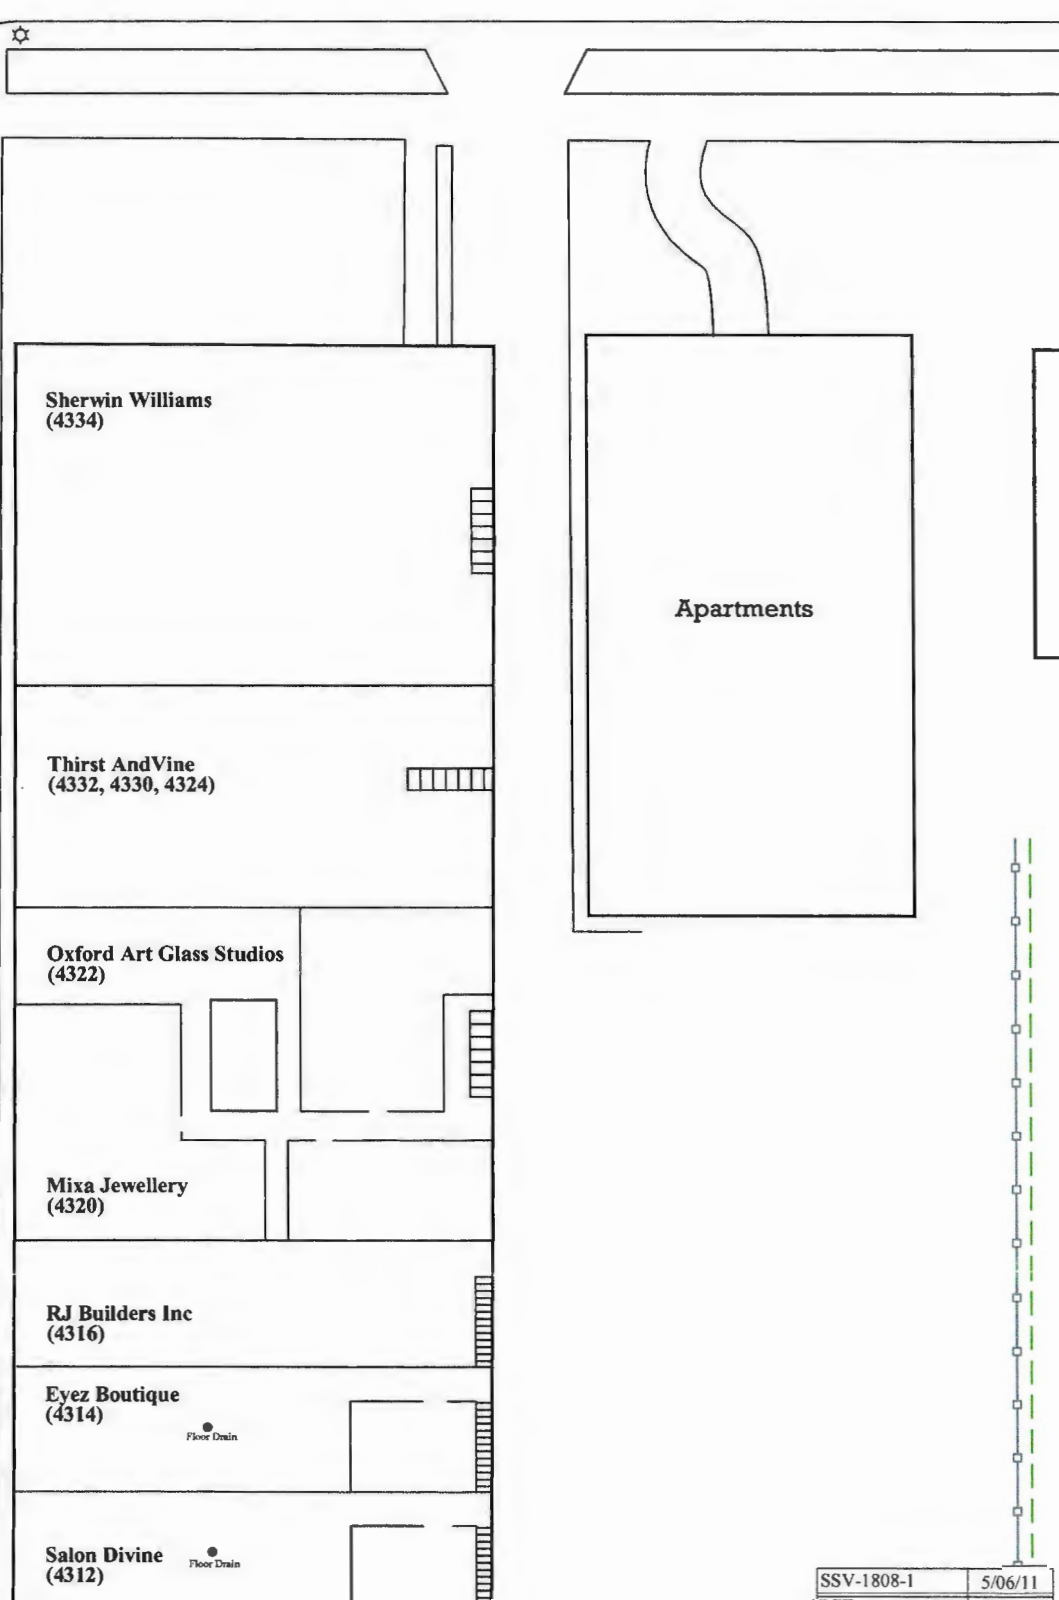 Sherwin Williams
(4334)
Apartments
Thirst AndVine
(4332, 4330, 4324)
Oxford Art Glass Studios
(4322)
Mixa Jewellery
(4320)
RJ Builders Inc
(4316)
Eyez Boutique
(4314)
Floor Drain
Salon Divine
(4312)
Floor Drain
SSV-1808-1 5/06/11